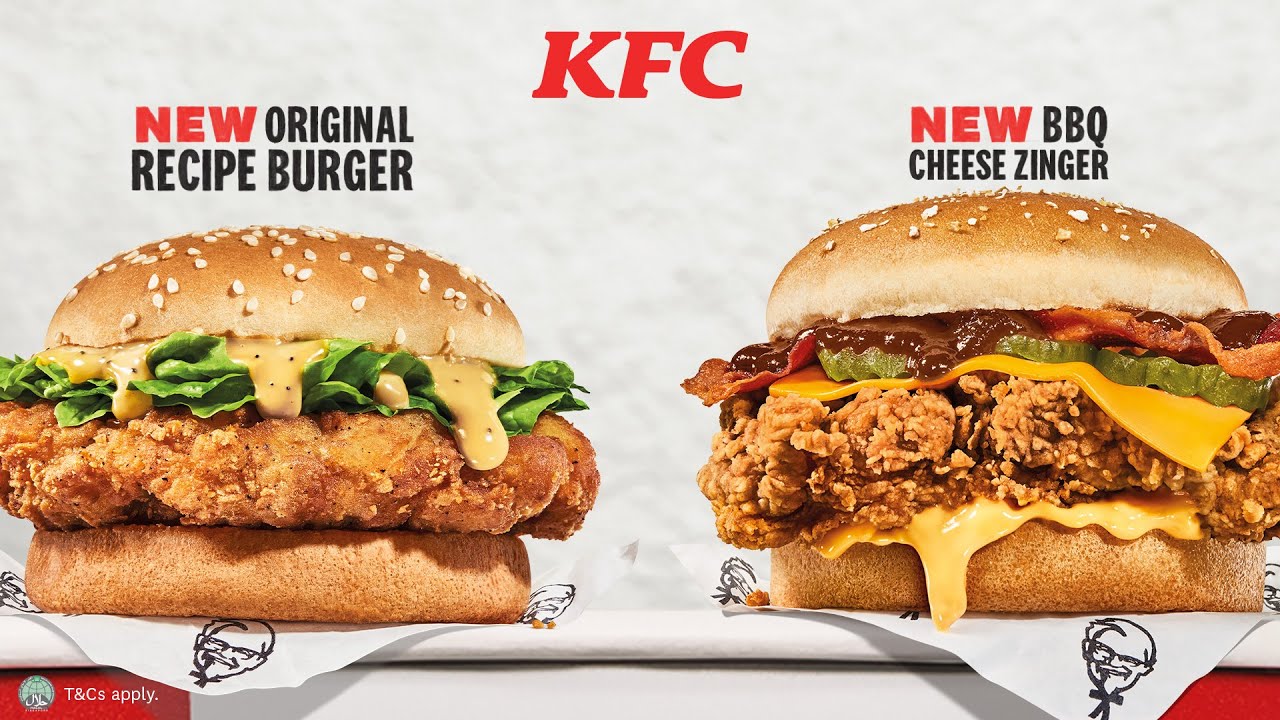 KFC
NEW ORIGINAL
RECIPE BURGER
NEW BBQ
CHEESE ZINGER
T&Cs apply.